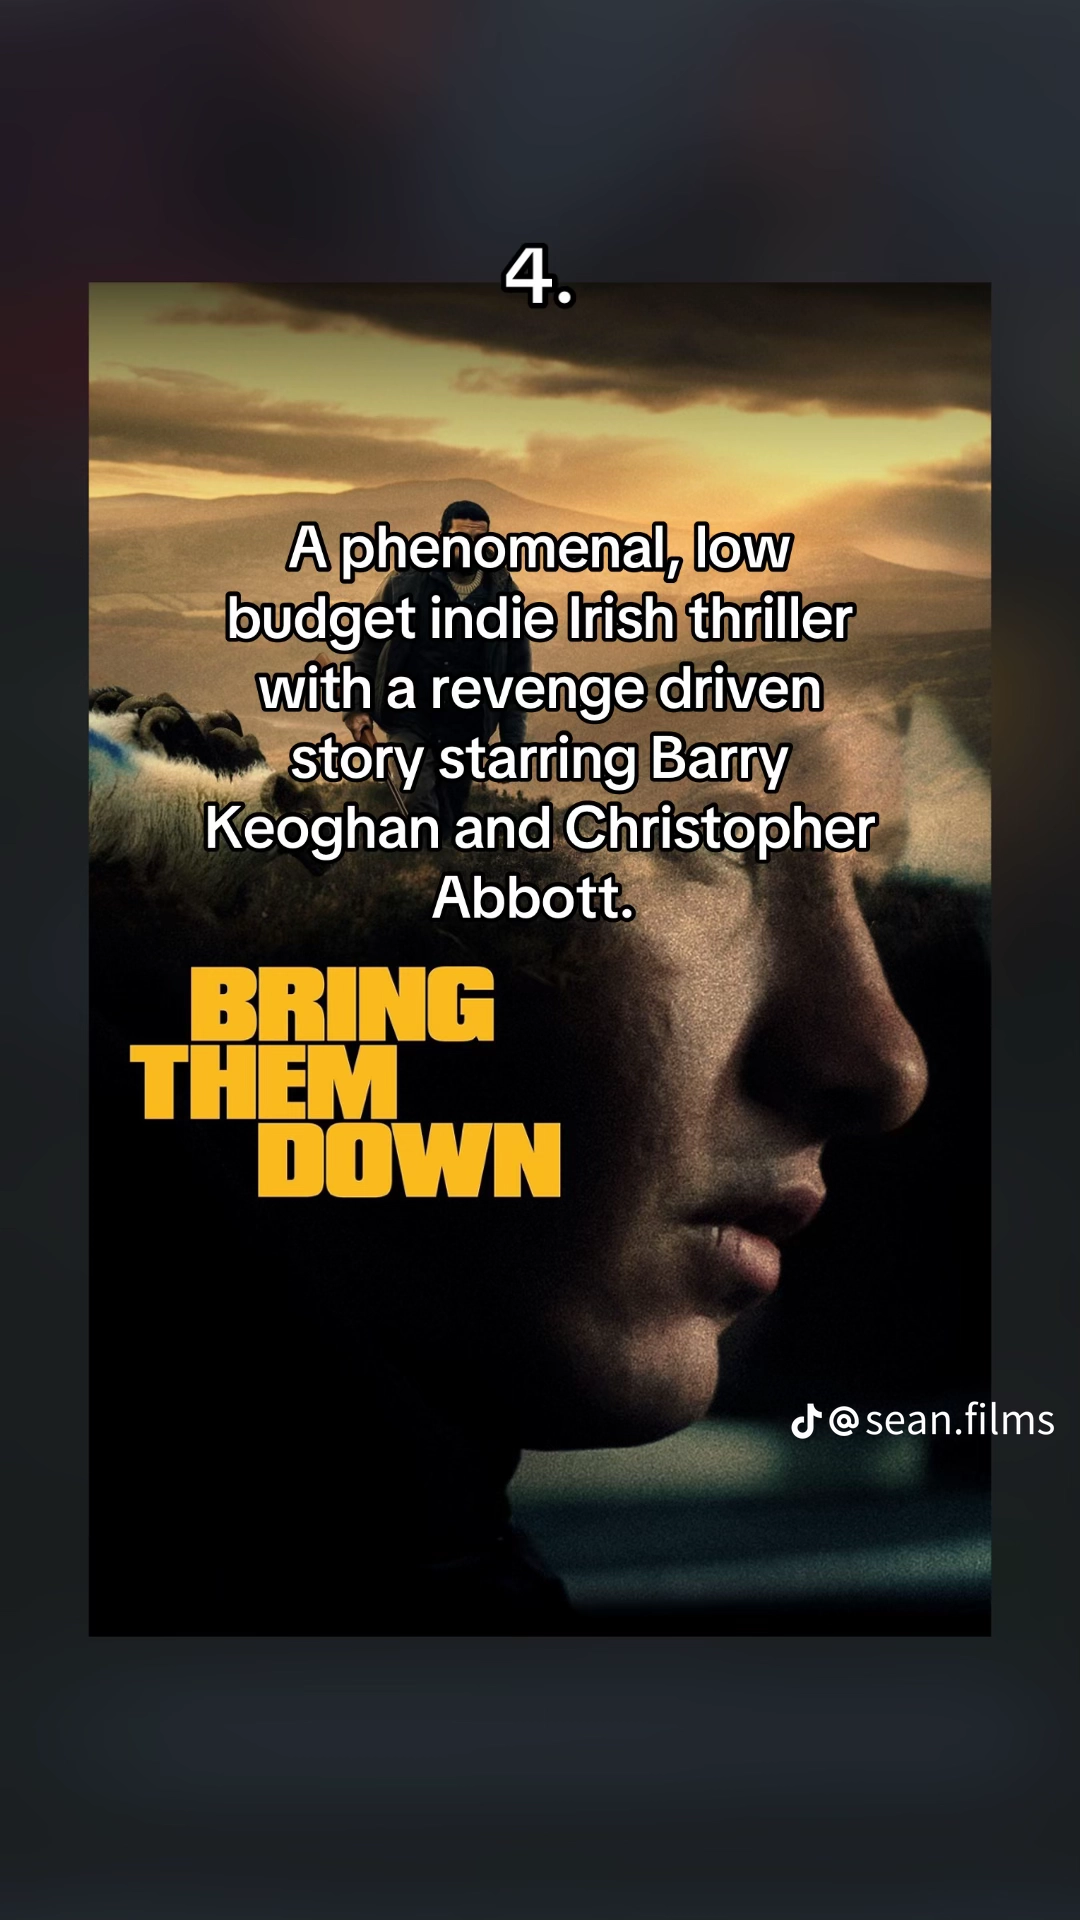 4.
A phenomenal, low
budget indie Irish thriller
with a revenge driven
story starring Barry
Keoghan and Christopher
Abbott.
BRING
THEM
DOWN
@sean.films